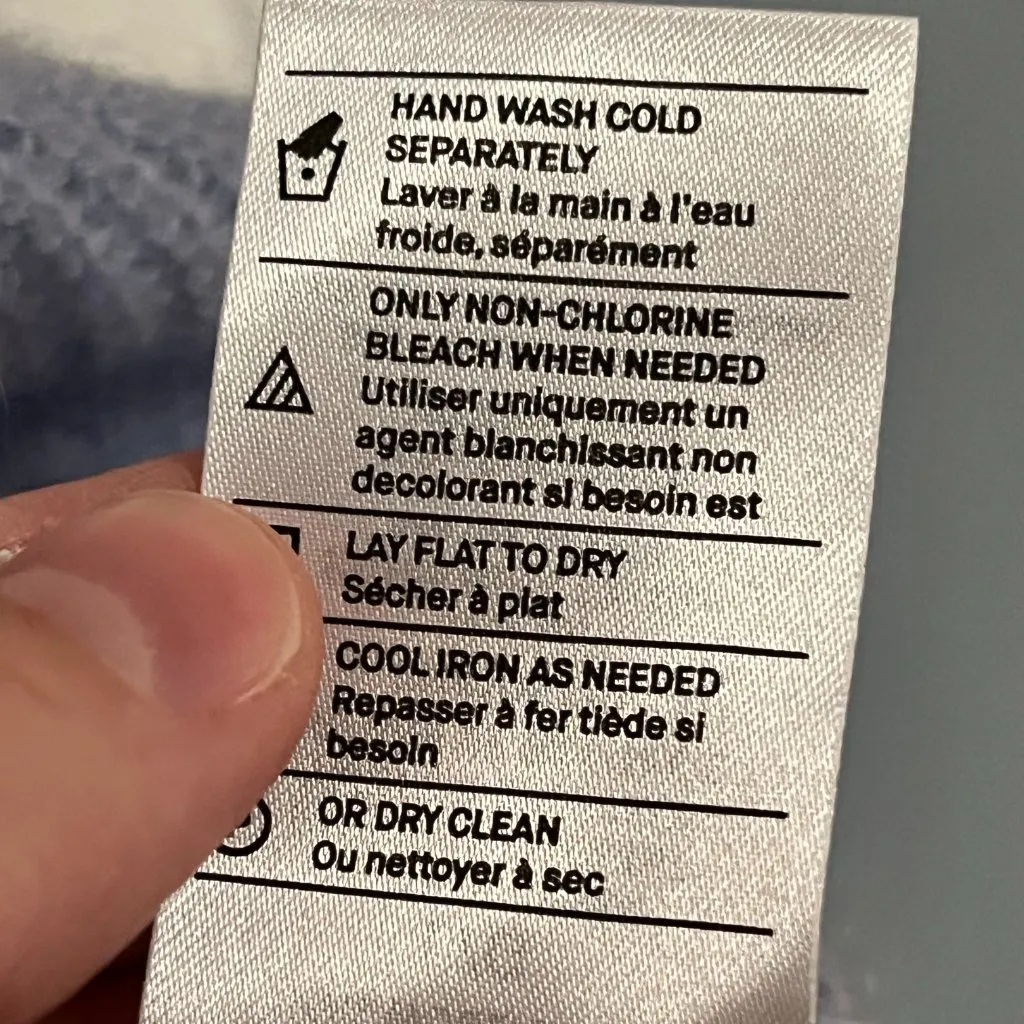 HAND WASH COLD
SEPARATELY
Laver à la main à l'eau
froide, séparément
ONLY NON-CHLORINE
BLEACH WHEN NEEDED
Utiliser uniquement un
agent blanchissant non
decolorant si besoin est
LAY FLAT TO DRY
Sécher à plat
COOL IRON AS NEEDED
Repasser à fer tiède si
besoin
OR DRY CLEAN
Ou nettoyer à sec